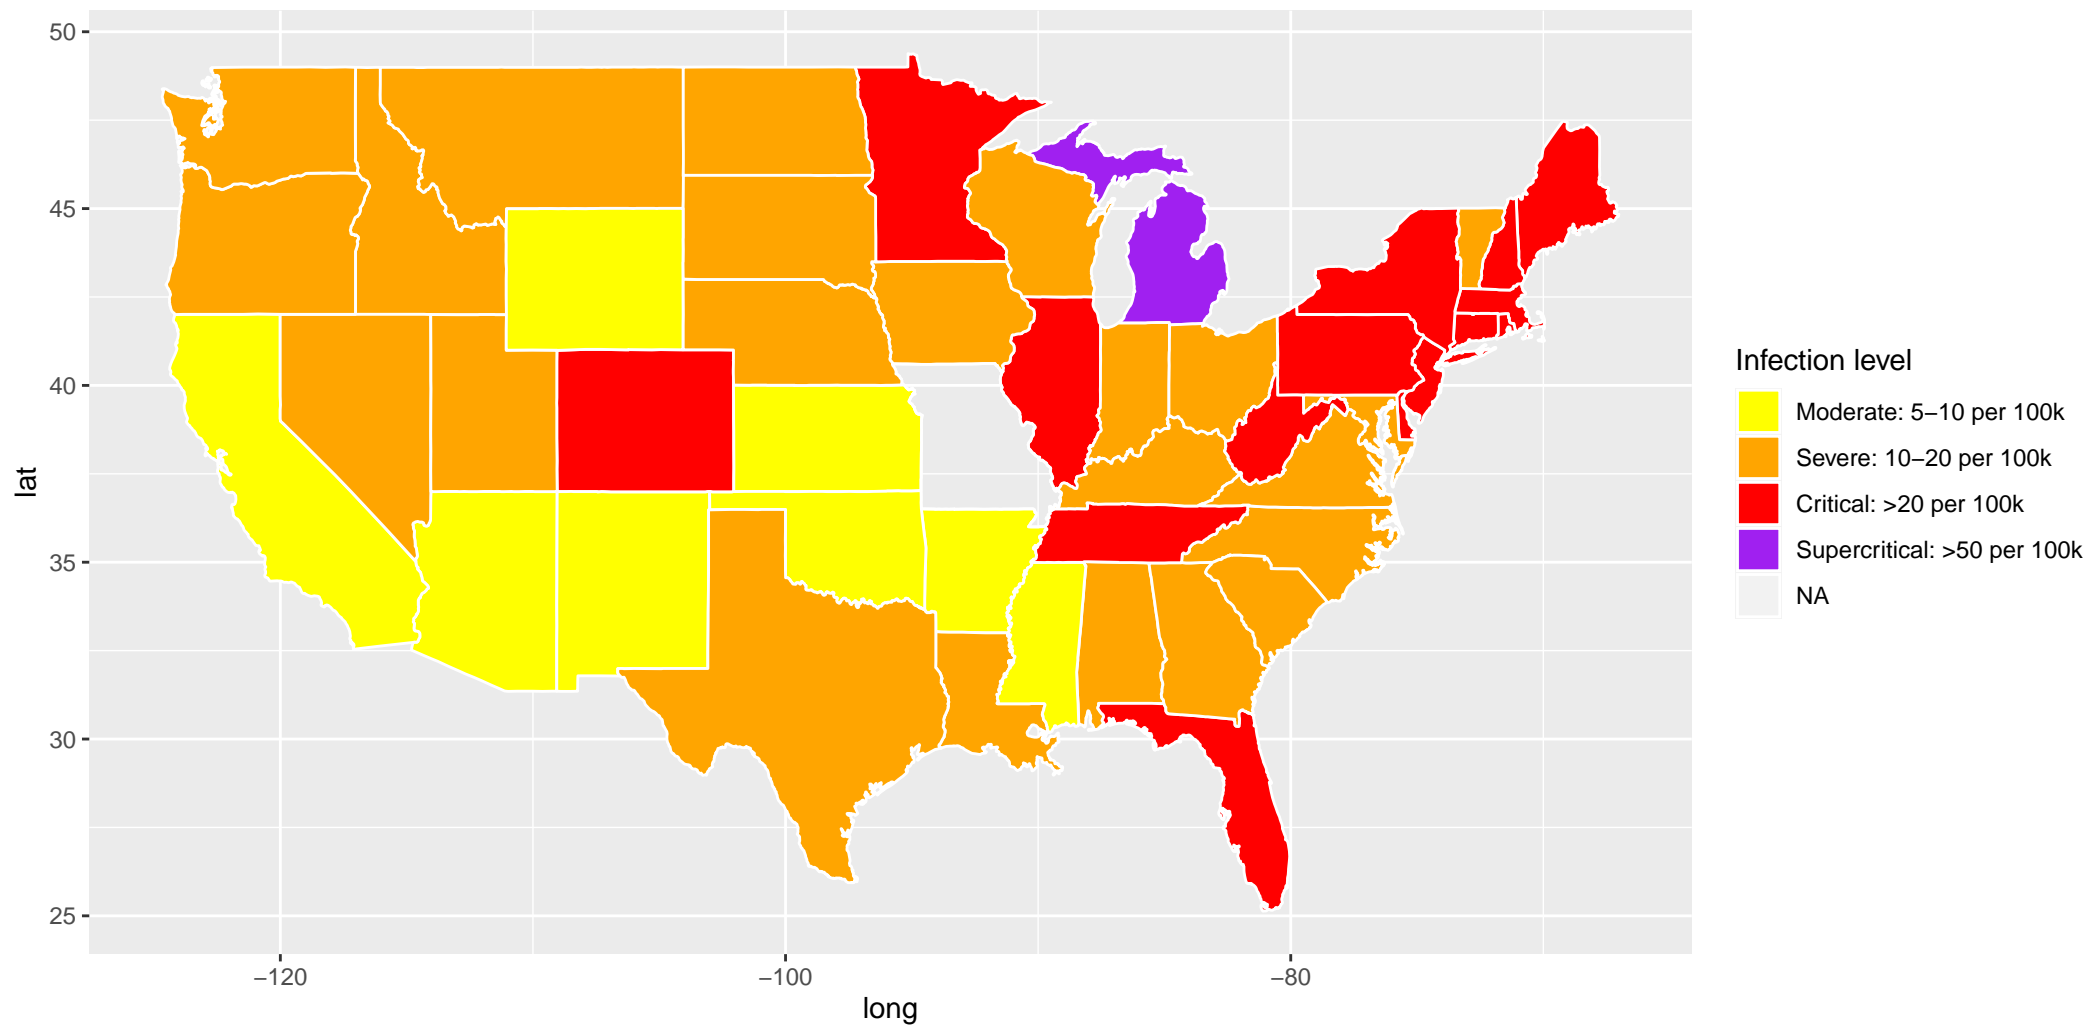 50
45
40
35
30
25
lat
−120
−100
−80
long
Infection level
Moderate: 5−10 per 100k
Severe: 10−20 per 100k
Critical: >20 per 100k
Supercritical: >50 per 100k
NA